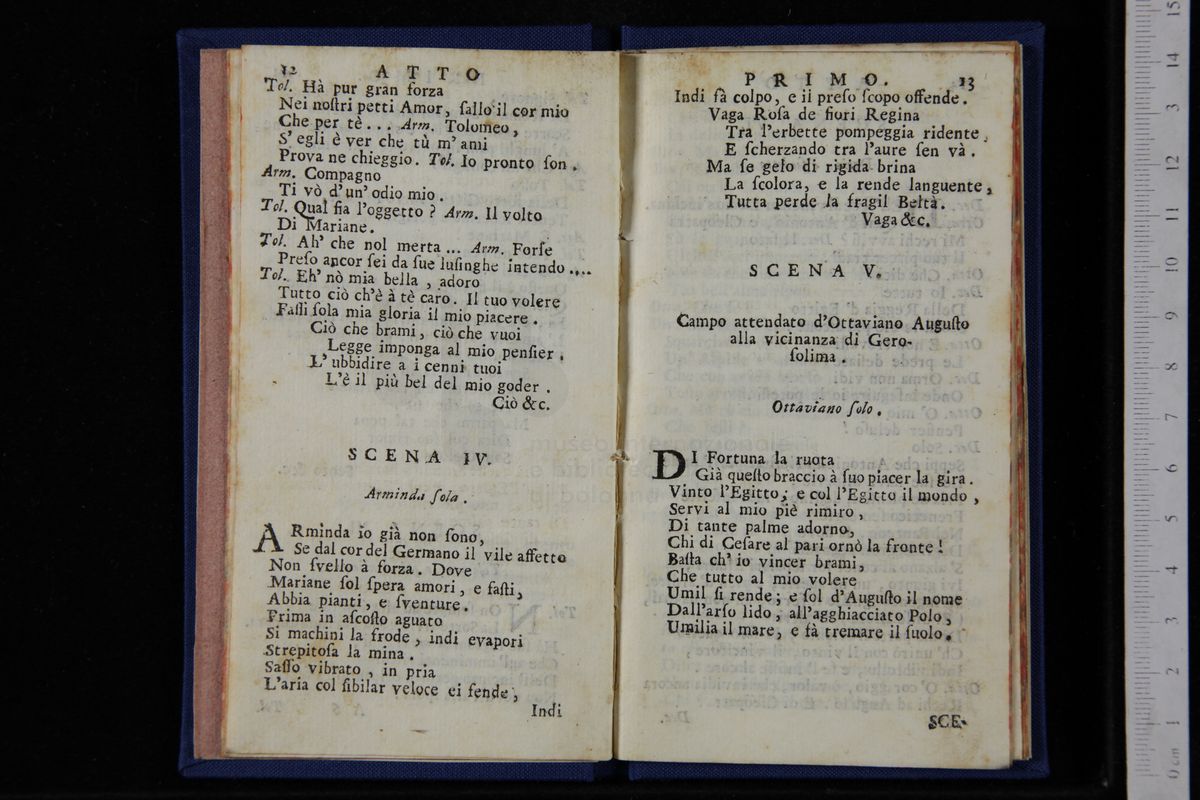 12 ATTO
Tol. Hà pur gran forza
Nei noſtri petti Amor, ſallo il cor mio
Che per tè... Arm. Tolomeo,
S' egli è ver che tù m' ami
Prova ne chieggio. Tol. Io pronto ſon.
Arm. Compagno
Ti vò d'un' odio mio.
Tol. Qual ſia l'oggetto? Arm. Il volto
Di Mariane.
Tol. Ah' che nol merta... Arm. Forſe
Preſo ancor ſei da ſue luſinghe intendo....
Tol. Eh' nò mia bella, adoro
Tutto ciò ch'è à tè caro. Il tuo volere
Faſſi ſola mia gloria il mio piacere.
Ciò che brami, ciò che vuoi
Legge imponga al mio penſier.
L' ubbidire a i cenni tuoi
L'è il più bel del mio goder.
Ciò &c.
SCENA IV.
Arminda ſola.
ARminda io già non ſono,
Se dal cor del Germano il vile affetto
Non ſvello à forza. Dove
Mariane ſol ſpera amori, e faſti,
Abbia pianti, e ſventure.
Prima in aſcoſto aguato
Si machini la frode, indi evapori
Strepitoſa la mina.
Saſſo vibrato, in pria
L'aria col ſibilar veloce ei fende,
Indi
PRIMO. 13
Indi fà colpo, e il preſo ſcopo offende.
Vaga Roſa de fiori Regina
Tra l'erbette pompeggia ridente,
E ſcherzando tra l'aure ſen và.
Ma ſe gelo di rigida brina
La ſcolora, e la rende languente,
Tutta perde la fragil Beltà.
Vaga &c.
SCENA V.
Campo attendato d'Ottaviano Auguſto
alla vicinanza di Gero-
ſolima.
Ottaviano ſolo.
DI Fortuna la ruota
Già queſto braccio à ſuo piacer la gira.
Vinto l'Egitto; e col l'Egitto il mondo,
Servi al mio piè rimiro,
Di tante palme adorno,
Chi di Ceſare al pari ornò la fronte!
Baſta ch' io vincer brami,
Che tutto al mio volere
Umil ſi rende; e ſol d'Auguſto il nome
Dall'arſo lido, all'agghiacciato Polo,
Umilia il mare, e fà tremare il ſuolo.
SCE-